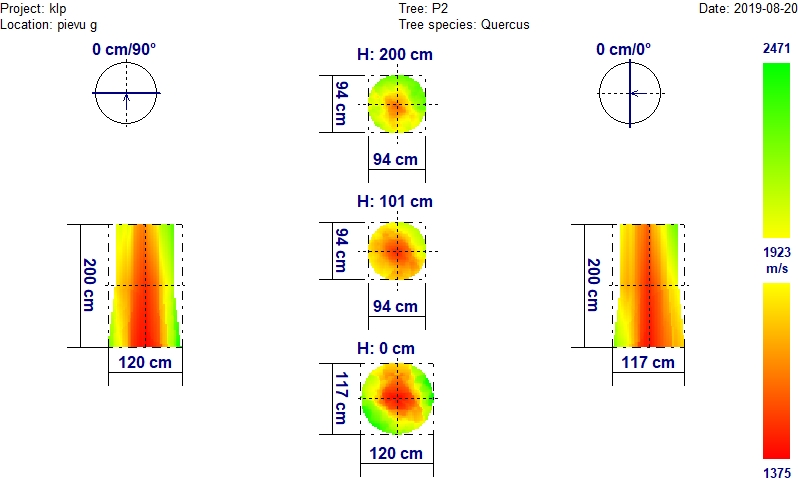 Project: klp Tree: P2 Date: 2019-08-20
Location: pievu g Tree species: Quercus
0 cm/90° H: 200 cm 0 cm/0° 2471
94 cm
94 cm
H: 101 cm
94 cm
94 cm
200 cm
200 cm
1923
m/s
120 cm
H: 0 cm
117 cm
117 cm
120 cm
1375